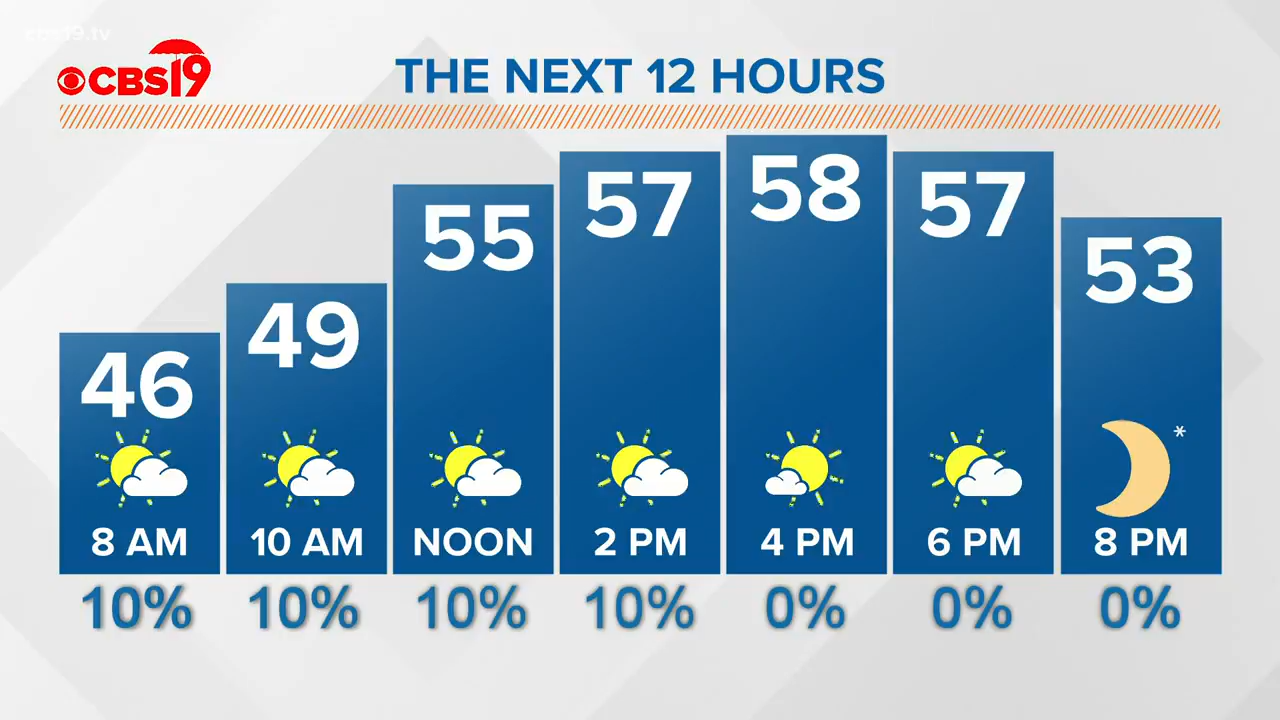 cbs19.tv
CBS19
THE NEXT 12 HOURS
46 49 55 57 58 57 53
*
8 AM 10 AM NOON 2 PM 4 PM 6 PM 8 PM
10% 10% 10% 10% 0% 0% 0%